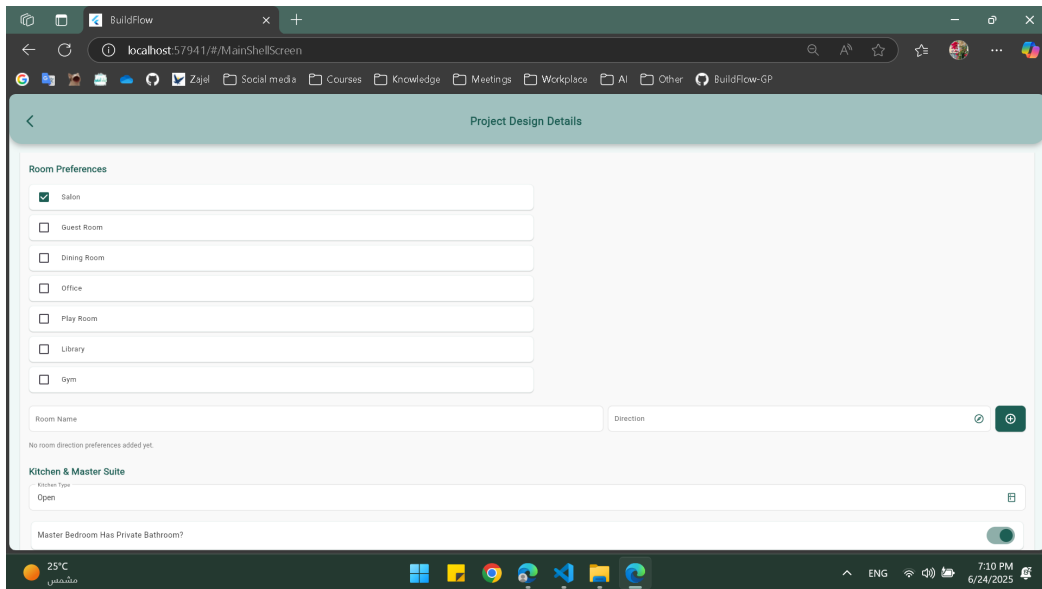 BuildFlow
localhost:57941/#/MainShellScreen
Zajel Social media Courses Knowledge Meetings Workplace AI Other BuildFlow-GP
Project Design Details
Room Preferences
Salon
Guest Room
Dining Room
Office
Play Room
Library
Gym
Room Name Direction
No room direction preferences added yet.
Kitchen & Master Suite
Kitchen Type
Open
Master Bedroom Has Private Bathroom?
25°C
مشمس
ENG 7:10 PM
6/24/2025